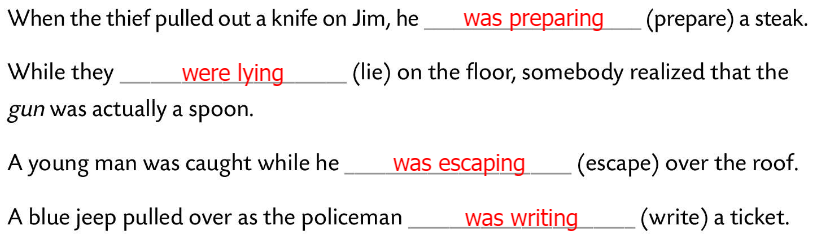 When the thief pulled out a knife on Jim, he was preparing (prepare) a steak.
While they were lying (lie) on the floor, somebody realized that the
gun was actually a spoon.
A young man was caught while he was escaping (escape) over the roof.
A blue jeep pulled over as the policeman was writing (write) a ticket.